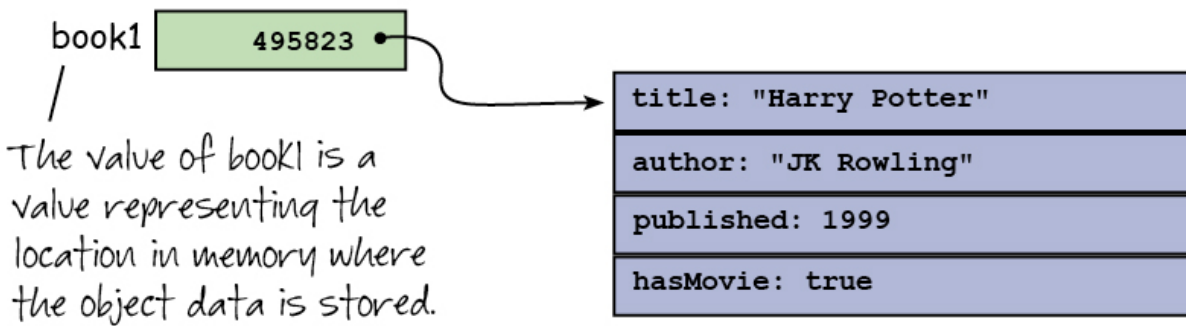 book1 495823
The value of book1 is a
value representing the
location in memory where
the object data is stored.
title: "Harry Potter"
author: "JK Rowling"
published: 1999
hasMovie: true